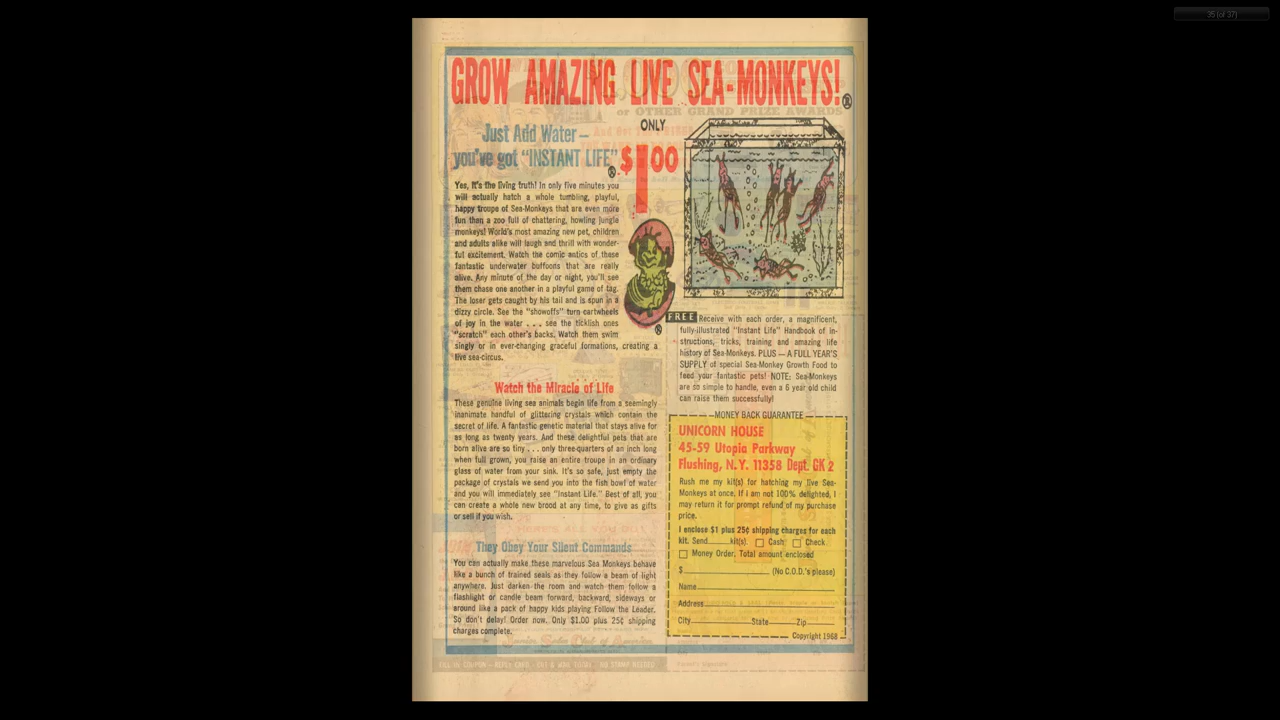 35 (of 37)
GROW AMAZING LIVE SEA-MONKEYS!®
Just Add Water—
you've got "INSTANT LIFE"®
ONLY
$1.00
Yes, it's the living truth! In only five minutes you
will actually hatch a whole tumbling, playful,
happy troupe of Sea-Monkeys that are even more
fun than a zoo full of chattering, howling jungle
monkeys! World's most amazing new pet, children
and adults alike will laugh and thrill with wonder-
ful excitement. Watch the comic antics of these
fantastic underwater buffoons that are really
alive. Any minute of the day or night, you'll see
them chase one another in a playful game of tag.
The loser gets caught by his tail and is spun in a
dizzy circle. See the "showoffs" turn cartwheels
of joy in the water . . . see the ticklish ones
"scratch" each other's backs. Watch them swim
singly or in ever-changing graceful formations, creating a
live sea-circus.
Watch the Miracle of Life
These genuine living sea animals begin life from a seemingly
inanimate handful of glittering crystals which contain the
secret of life. A fantastic genetic material that stays alive for
as long as twenty years. And these delightful pets that are
born alive are so tiny . . . only three-quarters of an inch long
when full grown, you raise an entire troupe in an ordinary
glass of water from your sink. It's so safe, just empty the
package of crystals we send you into the fish bowl of water
and you will immediately see "Instant Life." Best of all, you
can create a whole new brood at any time, to give as gifts
or sell if you wish.
They Obey Your Silent Commands
You can actually make these marvelous Sea Monkeys behave
like a bunch of trained seals as they follow a beam of light
anywhere. Just darken the room and watch them follow a
flashlight or candle beam forward, backward, sideways or
around like a pack of happy kids playing Follow the Leader.
So don't delay! Order now. Only $1.00 plus 25¢ shipping
charges complete.
®
FREE Receive with each order, a magnificent,
fully-illustrated "Instant Life" Handbook of in-
structions, tricks, training and amazing life
history of Sea-Monkeys. PLUS — A FULL YEAR'S
SUPPLY of special Sea-Monkey Growth Food to
feed your fantastic pets! NOTE: Sea-Monkeys
are so simple to handle, even a 6 year old child
can raise them successfully!
MONEY BACK GUARANTEE
UNICORN HOUSE
45-59 Utopia Parkway
Flushing, N.Y. 11358 Dept. GK 2
Rush me my kit(s) for hatching my live Sea-
Monkeys at once. If I am not 100% delighted, I
may return it for prompt refund of my purchase
price.
I enclose $1 plus 25¢ shipping charges for each
kit. Send____kit(s). □ Cash □ Check
□ Money Order. Total amount enclosed
$____ (No C.O.D.'s please)
Name____
Address____
City____State____Zip____
Copyright 1968